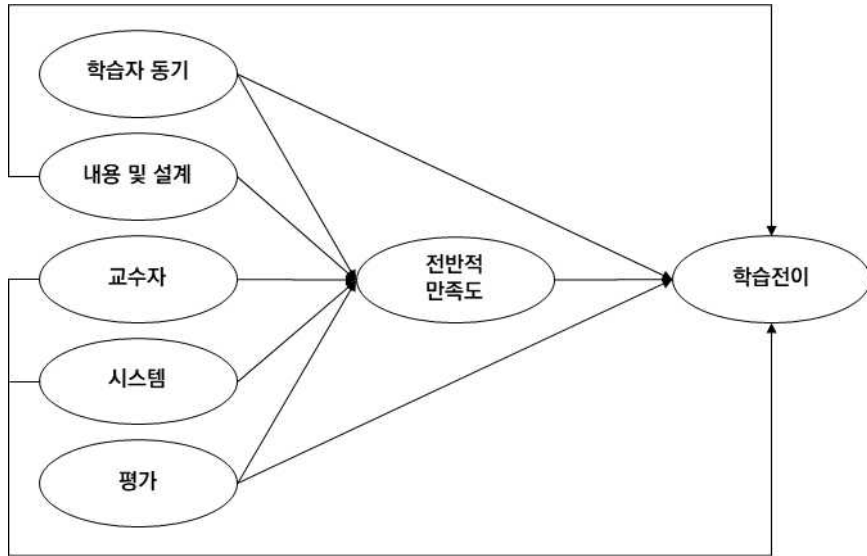 학습자 동기
내용 및 설계
교수자
시스템
평가
전반적
만족도
학습전이